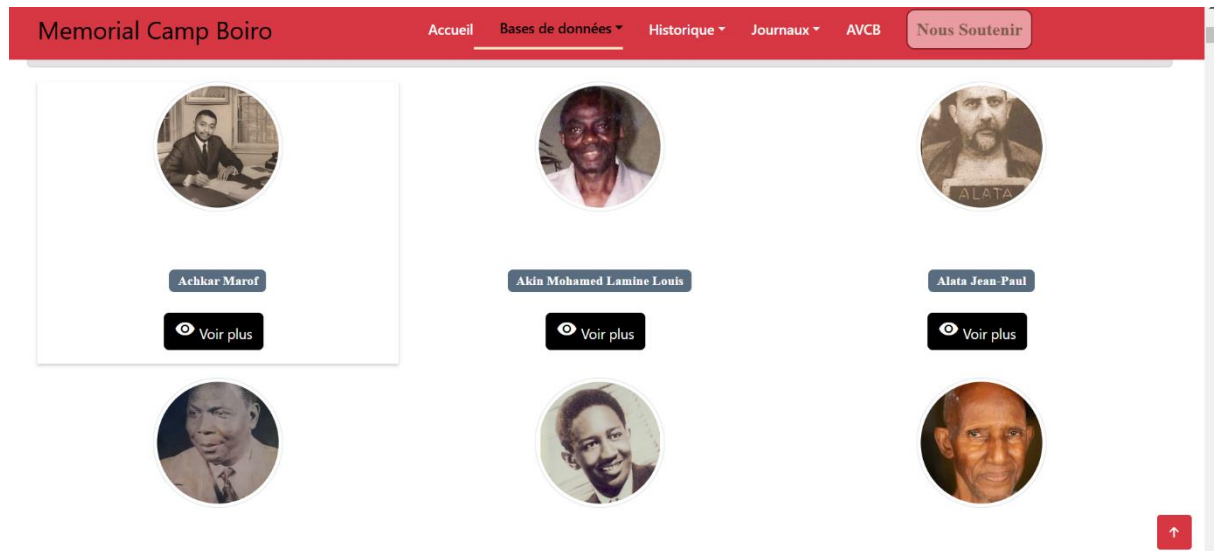 Memorial Camp Boiro
Accueil Bases de données Historique Journaux AVCB Nous Soutenir
ALATA
Achkar Marof Akin Mohamed Lamine Louis Alata Jean-Paul
Voir plus Voir plus Voir plus